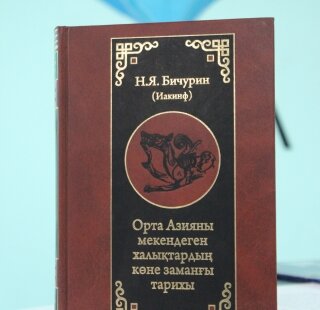 Н.Я. Бичурин
(Иакинф)
Орта Азияны
мекендеген
халықтардың
көне заманғы
тарихы